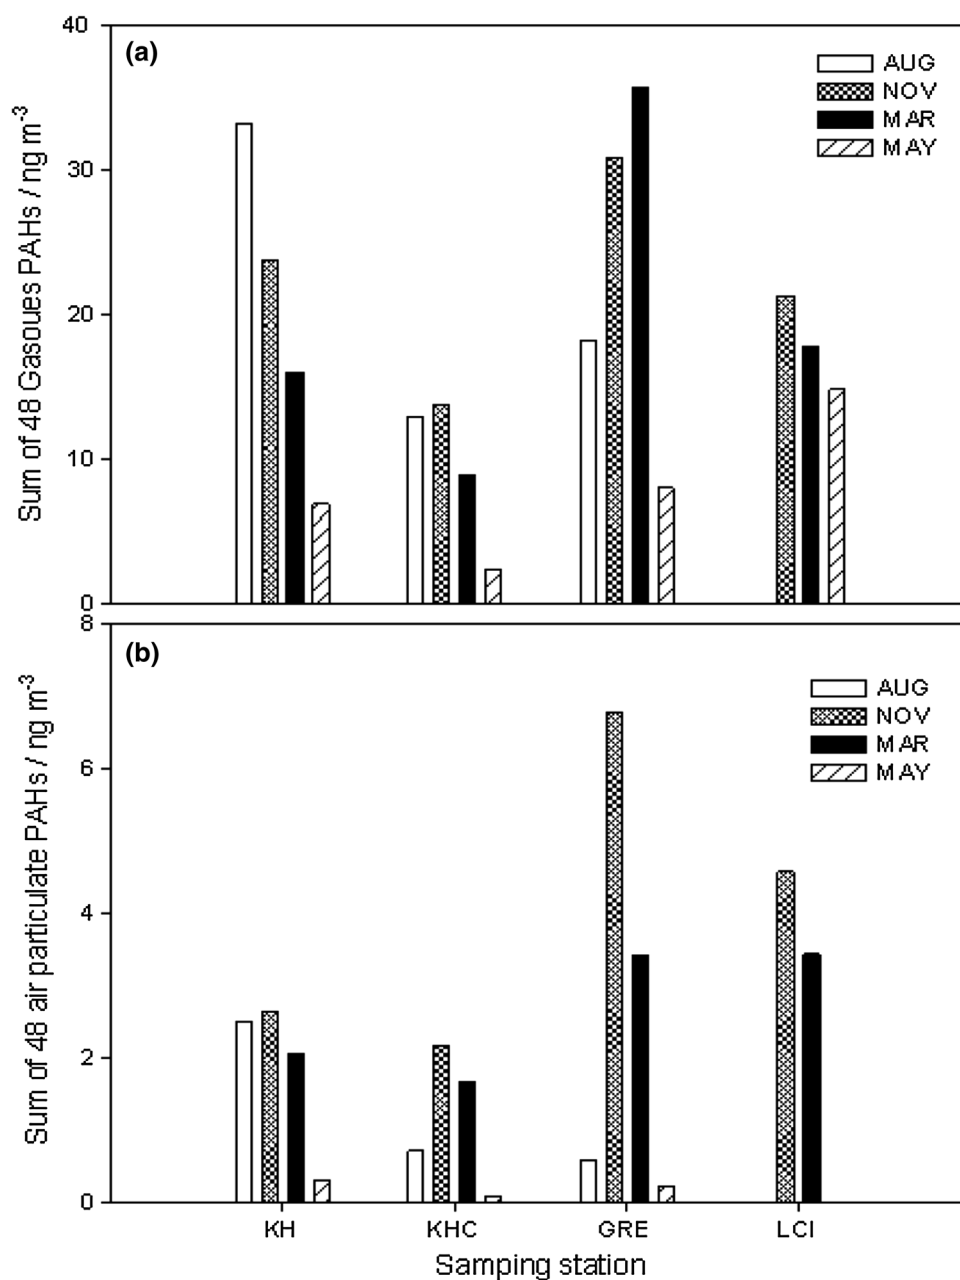 (a)
AUG
NOV
MAR
MAY
40
30
20
10
0
Sum of 48 Gasoues PAHs / ng m⁻³
(b)
AUG
NOV
MAR
MAY
8
6
4
2
0
Sum of 48 air particulate PAHs / ng m⁻³
KH KHC GRE LCI
Samping station